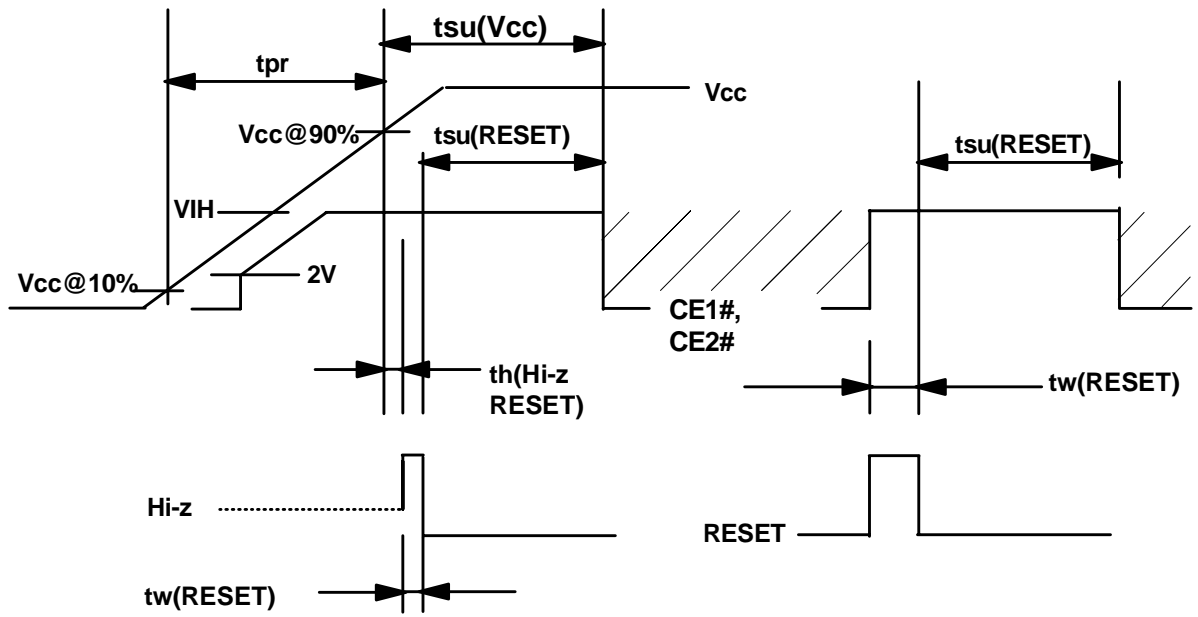 tsu(Vcc)
tpr
Vcc
Vcc@90%
tsu(RESET)
tsu(RESET)
VIH
Vcc@10%
2V
CE1#,
CE2#
th(Hi-z
RESET)
tw(RESET)
Hi-z
RESET
tw(RESET)